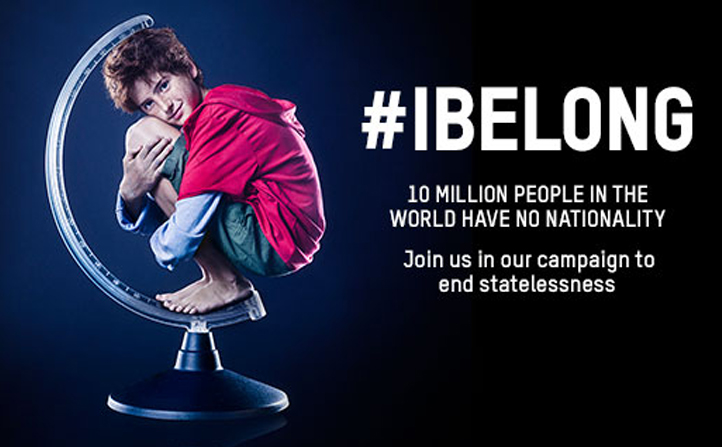 #IBELONG
10 MILLION PEOPLE IN THE
WORLD HAVE NO NATIONALITY
Join us in our campaign to
end statelessness